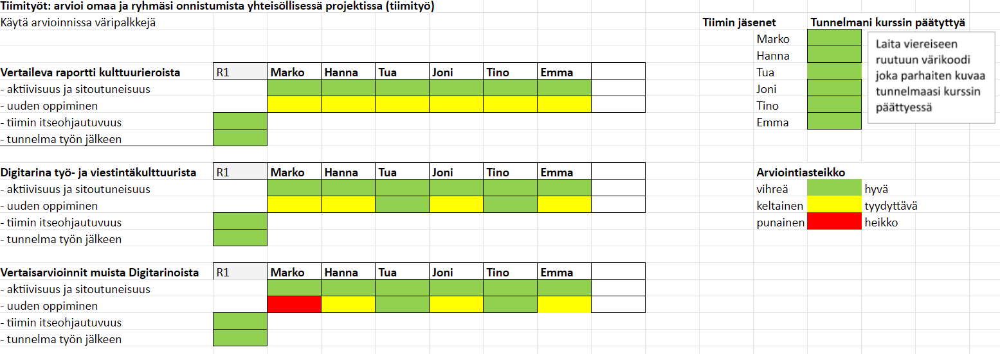 Tiimityöt: arvioi omaa ja ryhmäsi onnistumista yhteisöllisessä projektissa (tiimityö)
Käytä arvioinnissa väripalkkejä
Tiimin jäsenet Tunnelmani kurssin päätyttyä
Marko
Hanna
Tua
Joni
Tino
Emma
Laita viereiseen
ruutuun värikoodi
joka parhaiten kuvaa
tunnelmaasi kurssin
päättyessä
Vertaileva raportti kulttuurieroista R1 Marko Hanna Tua Joni Tino Emma
- aktiivisuus ja sitoutuneisuus
- uuden oppiminen
- tiimin itseohjautuvuus
- tunnelma työn jälkeen
Digitarina työ- ja viestintäkulttuurista R1 Marko Hanna Tua Joni Tino Emma
- aktiivisuus ja sitoutuneisuus
- uuden oppiminen
- tiimin itseohjautuvuus
- tunnelma työn jälkeen
Arviointiasteikko
vihreä hyvä
keltainen tyydyttävä
punainen heikko
Vertaisarvioinnit muista Digitarinoista R1 Marko Hanna Tua Joni Tino Emma
- aktiivisuus ja sitoutuneisuus
- uuden oppiminen
- tiimin itseohjautuvuus
- tunnelma työn jälkeen